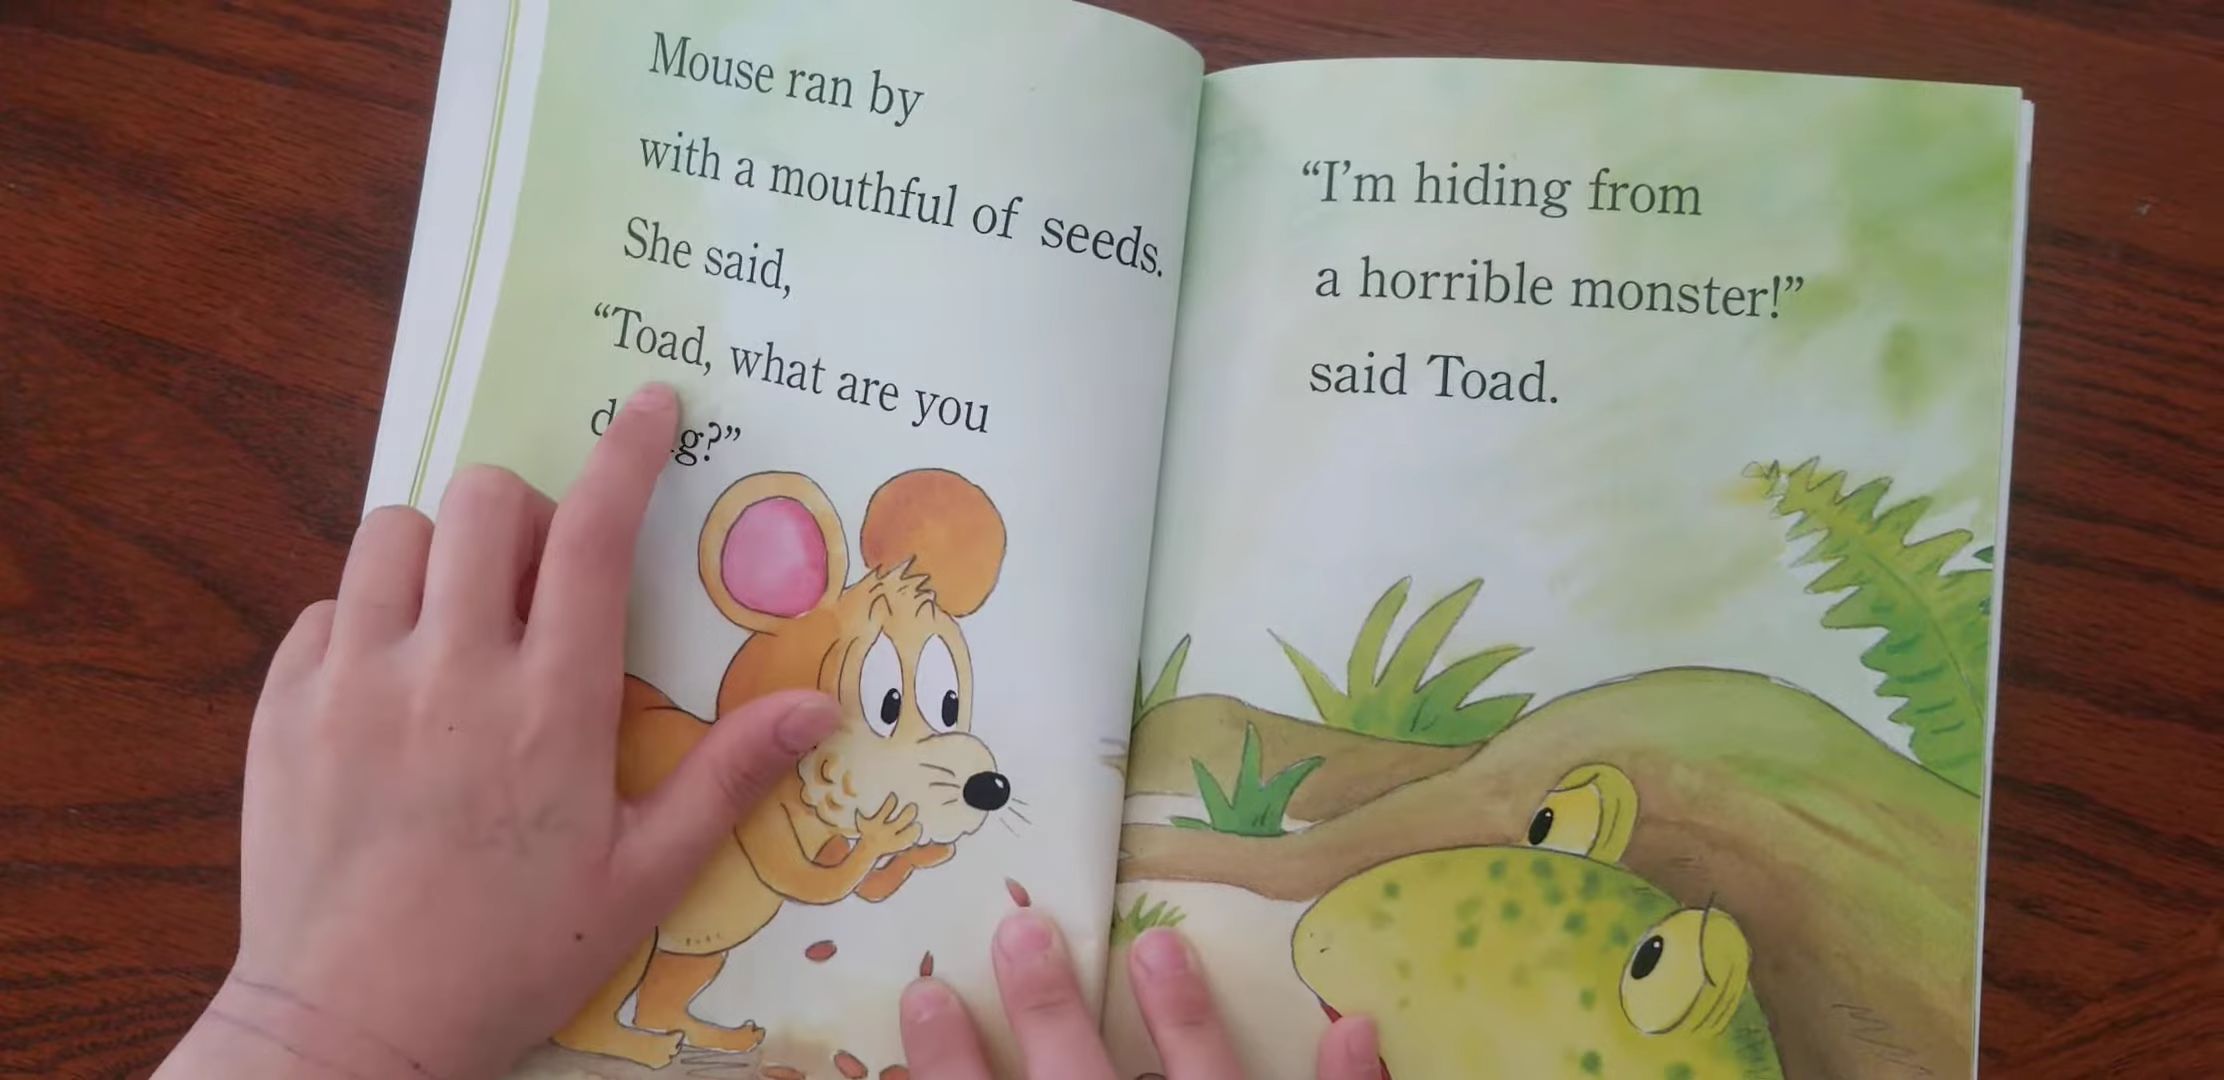 Mouse ran by
with a mouthful of seeds.
She said,
“Toad, what are you
“I’m hiding from
a horrible monster!”
said Toad.